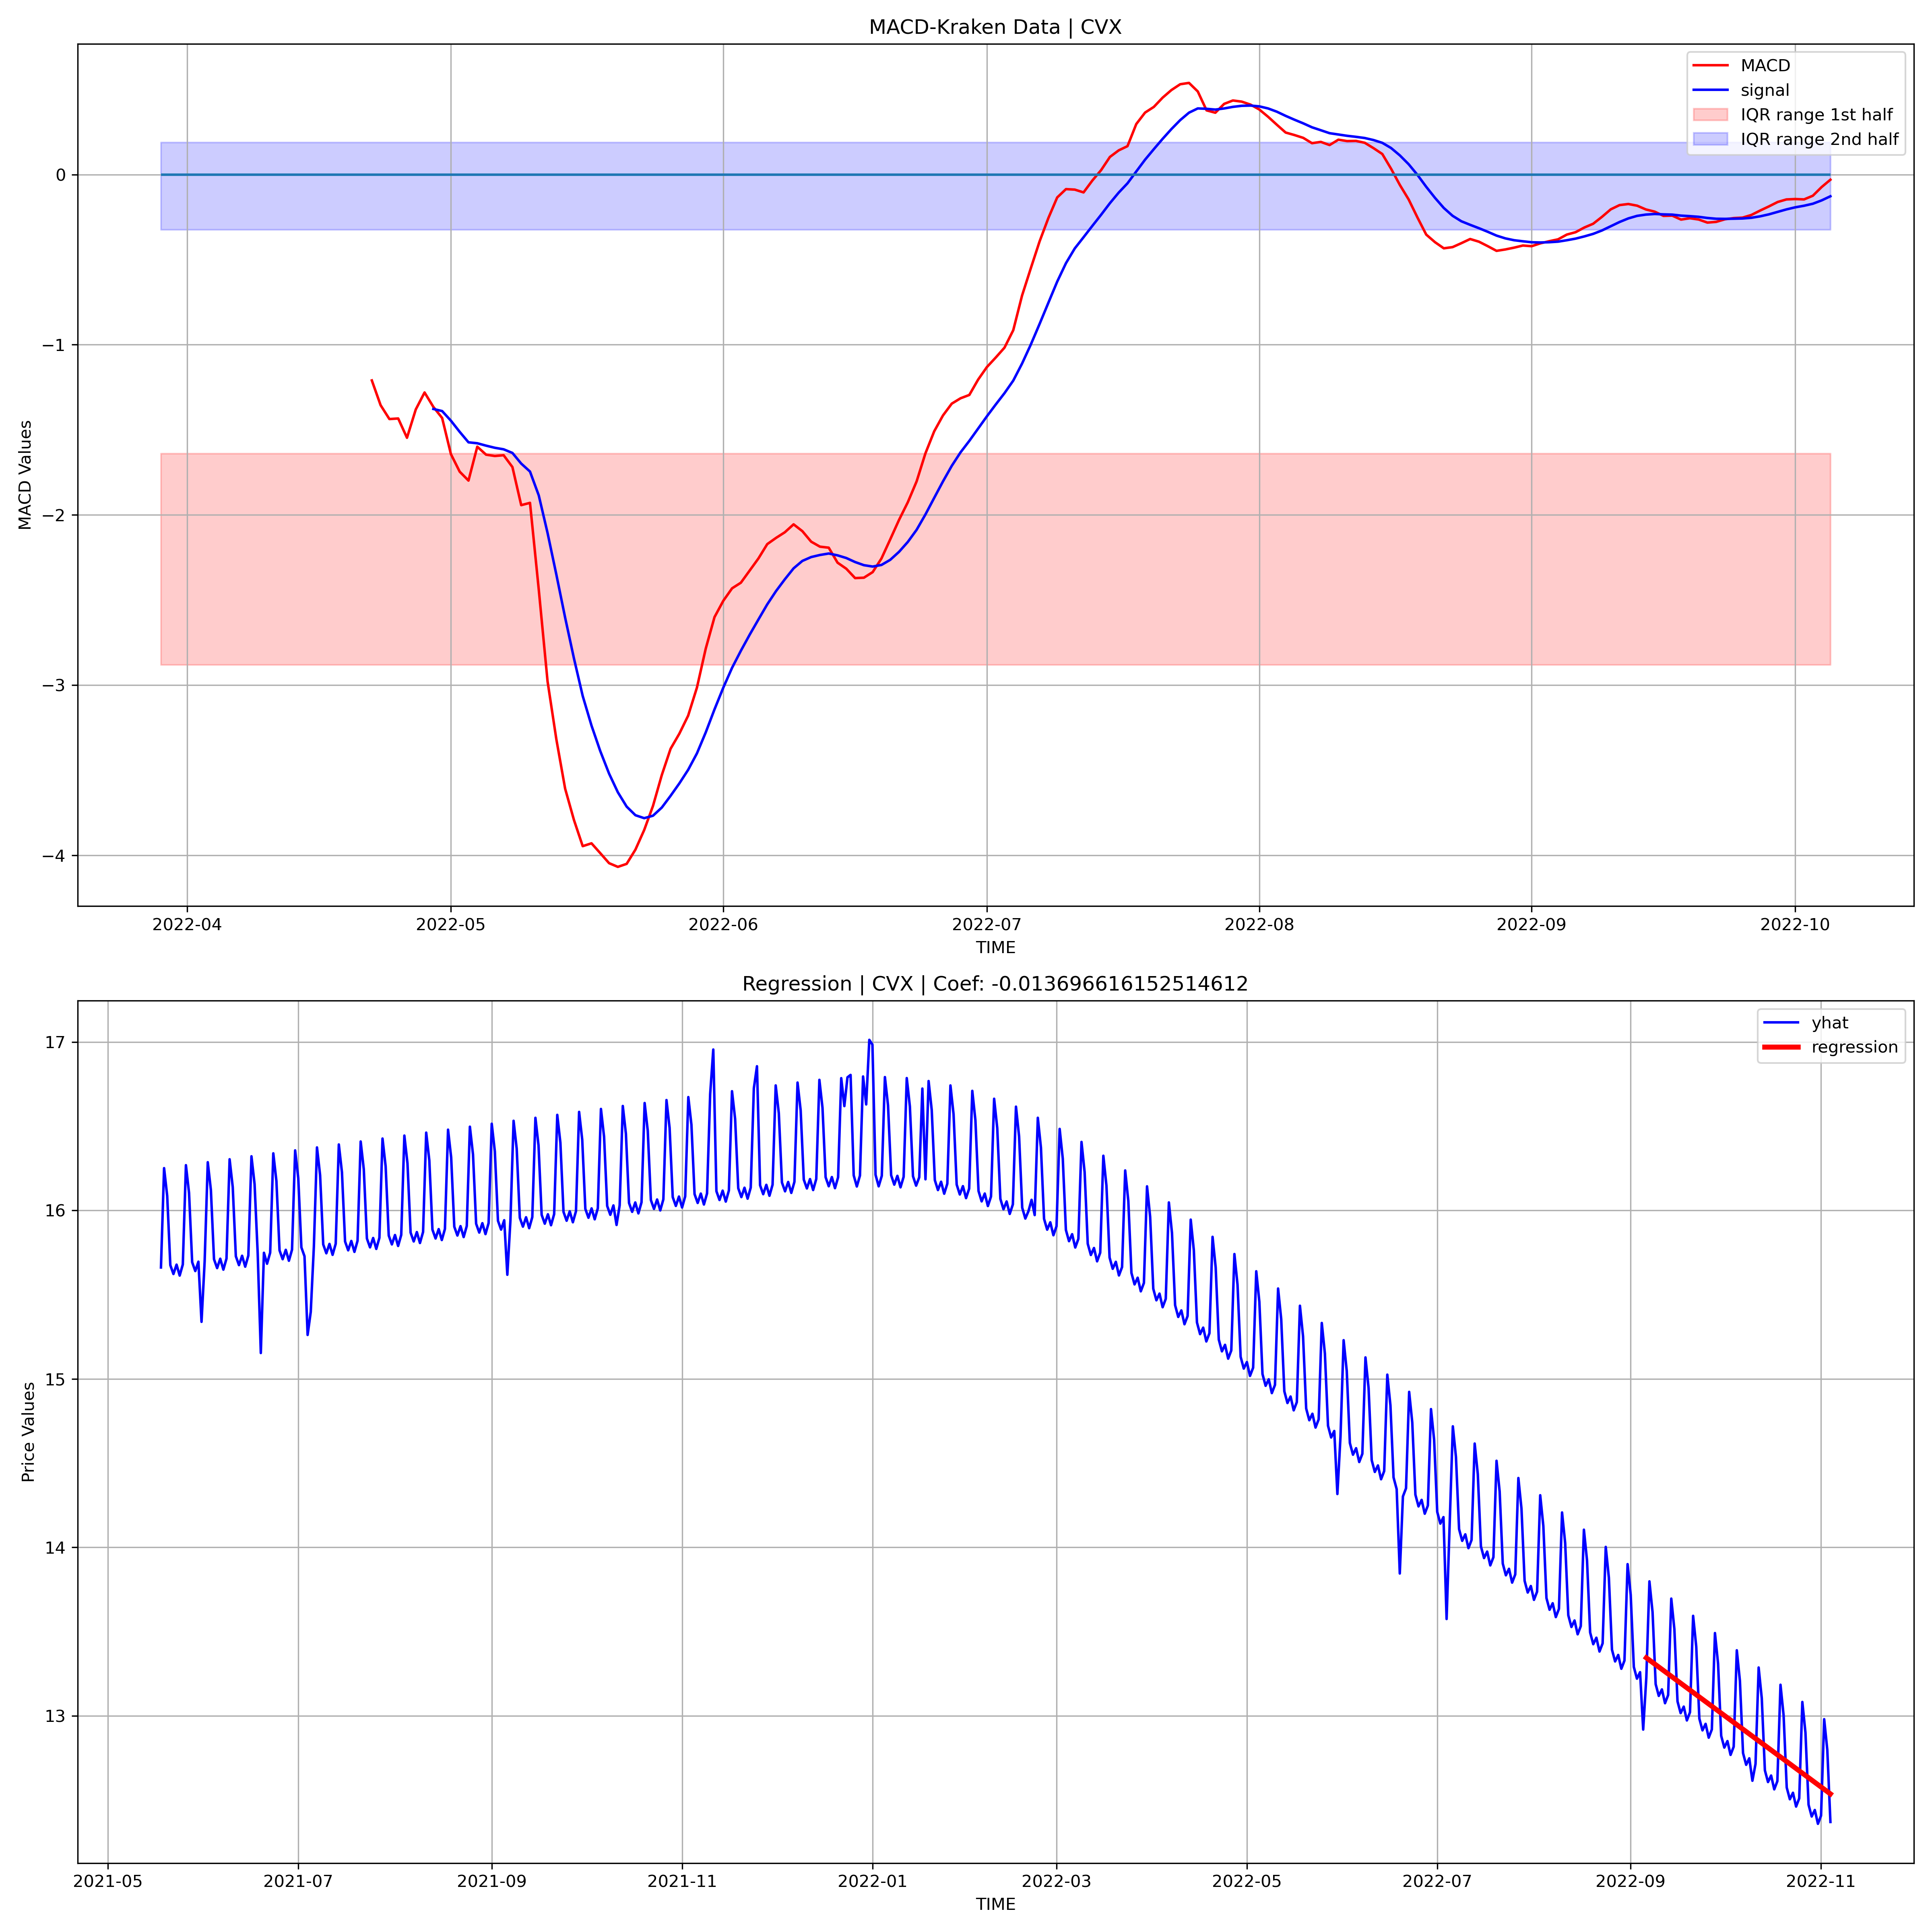 MACD-Kraken Data | CVX
MACD
signal
IQR range 1st half
IQR range 2nd half
MACD Values
0
−1
−2
−3
−4
2022-04 2022-05 2022-06 2022-07 2022-08 2022-09 2022-10
TIME
Regression | CVX | Coef: -0.013696616152514612
yhat
regression
Price Values
17
16
15
14
13
2021-05 2021-07 2021-09 2021-11 2022-01 2022-03 2022-05 2022-07 2022-09 2022-11
TIME